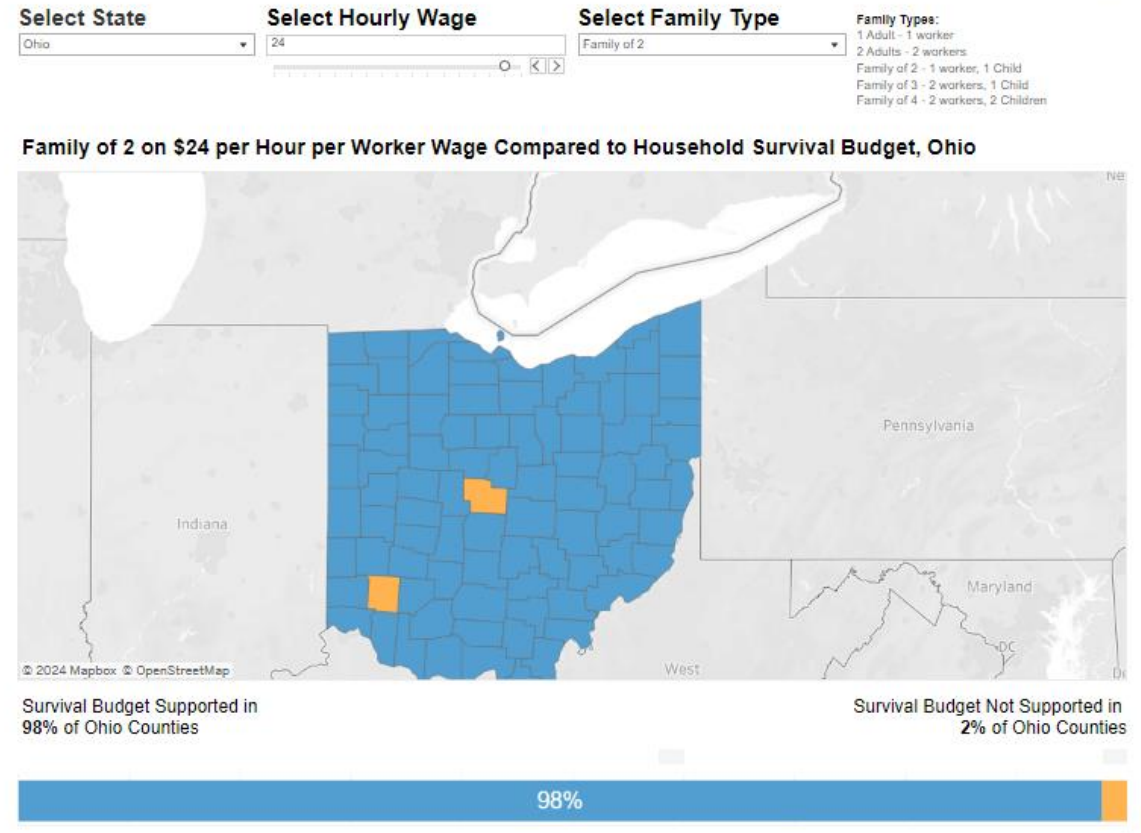 Select State
Ohio
Select Hourly Wage
24
Select Family Type
Family of 2
Family Types:
1 Adult - 1 worker
2 Adults - 2 workers
Family of 2 - 1 worker, 1 Child
Family of 3 - 2 workers, 1 Child
Family of 4 - 2 workers, 2 Children
Family of 2 on $24 per Hour per Worker Wage Compared to Household Survival Budget, Ohio
Ne
Pennsylvania
Indiana
Maryland
DC
West
De
© 2024 Mapbox © OpenStreetMap
Survival Budget Supported in
98% of Ohio Counties
Survival Budget Not Supported in
2% of Ohio Counties
98%